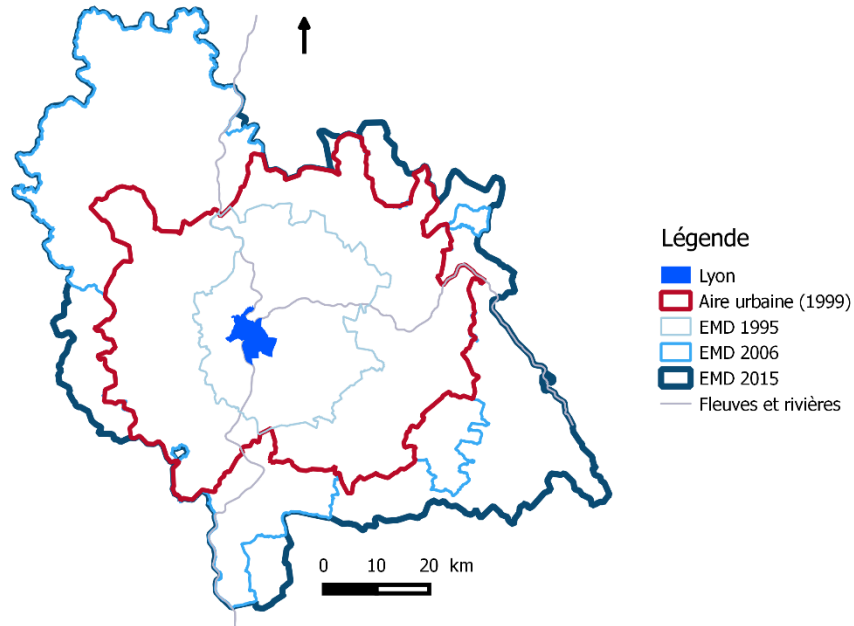 Légende
Lyon
Aire urbaine (1999)
EMD 1995
EMD 2006
EMD 2015
Fleuves et rivières
0 10 20 km